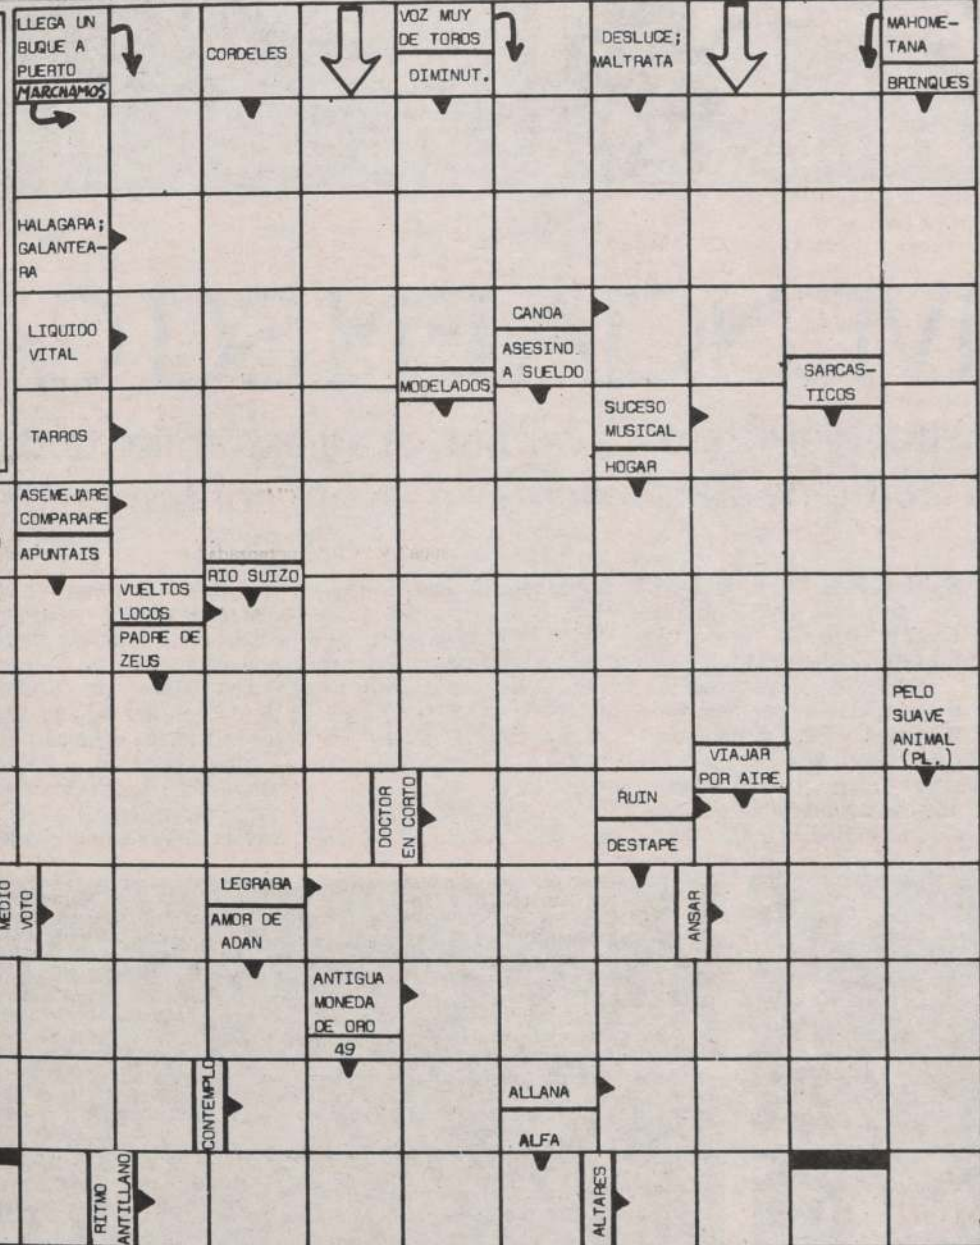 LLEGA UN
BUQUE A
PUERTO
MARCHAMOS
CORDELES
VOZ MUY
DE TOROS
DIMINUT.
DESLUCE;
MALTRATA
MAHOME-
TANA
BRINQUES
HALAGARA;
GALANTEA-
RA
LIQUIDO
VITAL
CANOA
ASESINO
A SUELDO
MODELADOS
SARCAS-
TICOS
TARROS
SUCESO
MUSICAL
HOGAR
ASEMEJARE
COMPARARE
APUNTAIS
RIO SUIZO
VUELTOS
LOCOS
PADRE DE
ZEUS
PELO
SUAVE
ANIMAL
(PL.)
VIAJAR
POR AIRE
DOCTOR
EN CORTO
RUIN
DESTAPE
MEDIO
VOTO
LEGRABA
AMOR DE
ADAN
ANSAR
ANTIGUA
MONEDA
DE ORO
49
CONTEMPLO
ALLANA
ALFA
RITMO
ANTILLANO
ALTARES